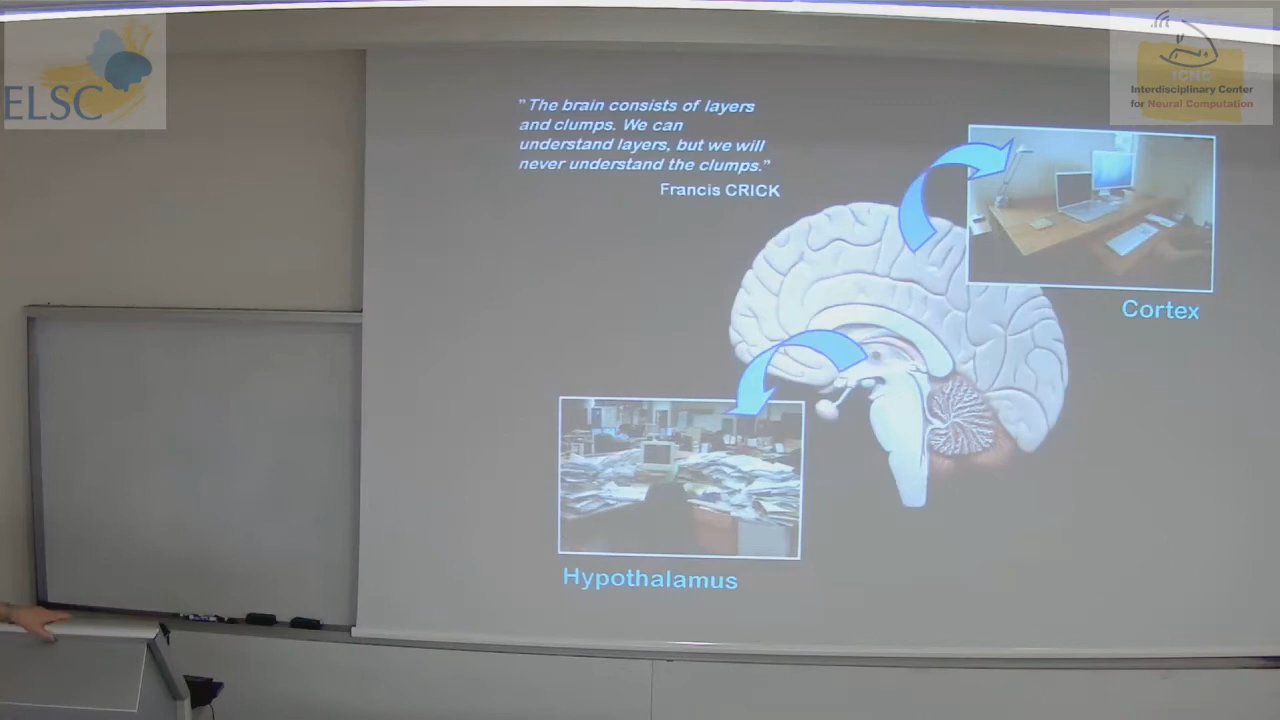 ELSC
ICNC
Interdisciplinary Center
for Neural Computation
"The brain consists of layers
and clumps. We can
understand layers, but we will
never understand the clumps."
Francis CRICK
Cortex
Hypothalamus